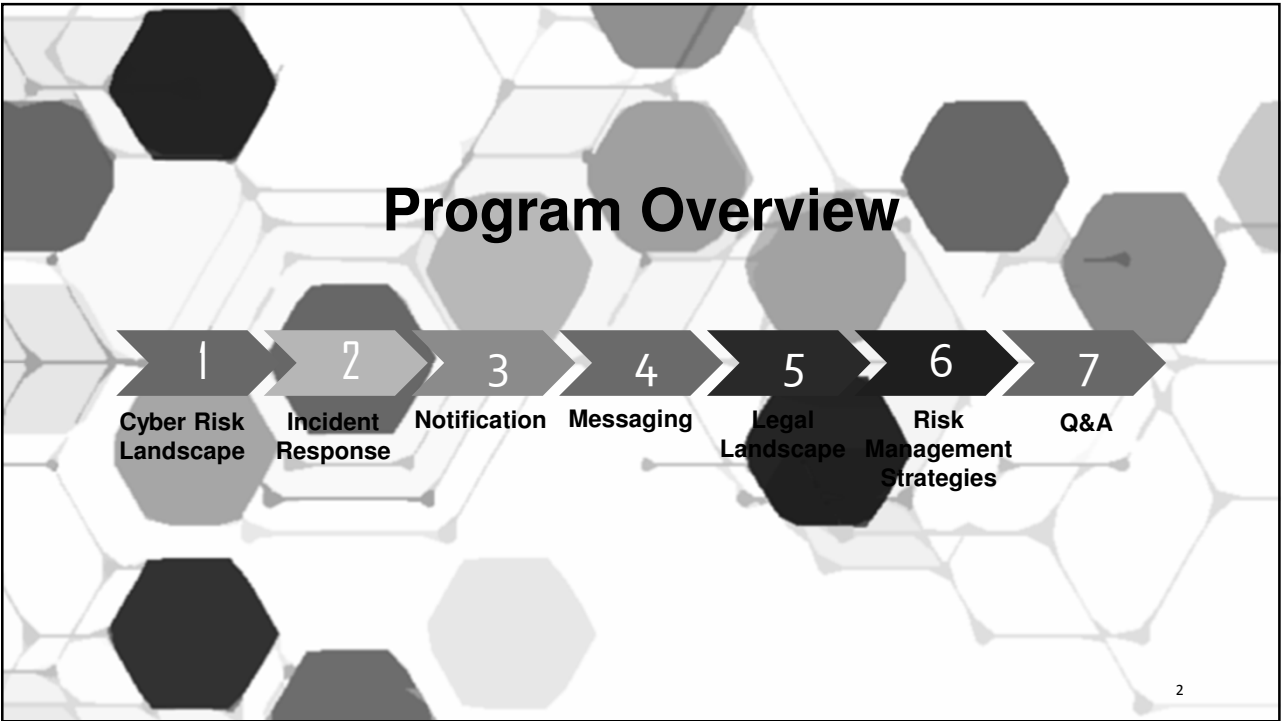 Program Overview
1
2
3
4
5
6
7
Cyber Risk
Landscape
Incident
Response
Notification
Messaging
Legal
Landscape
Risk
Management
Strategies
Q&A
2